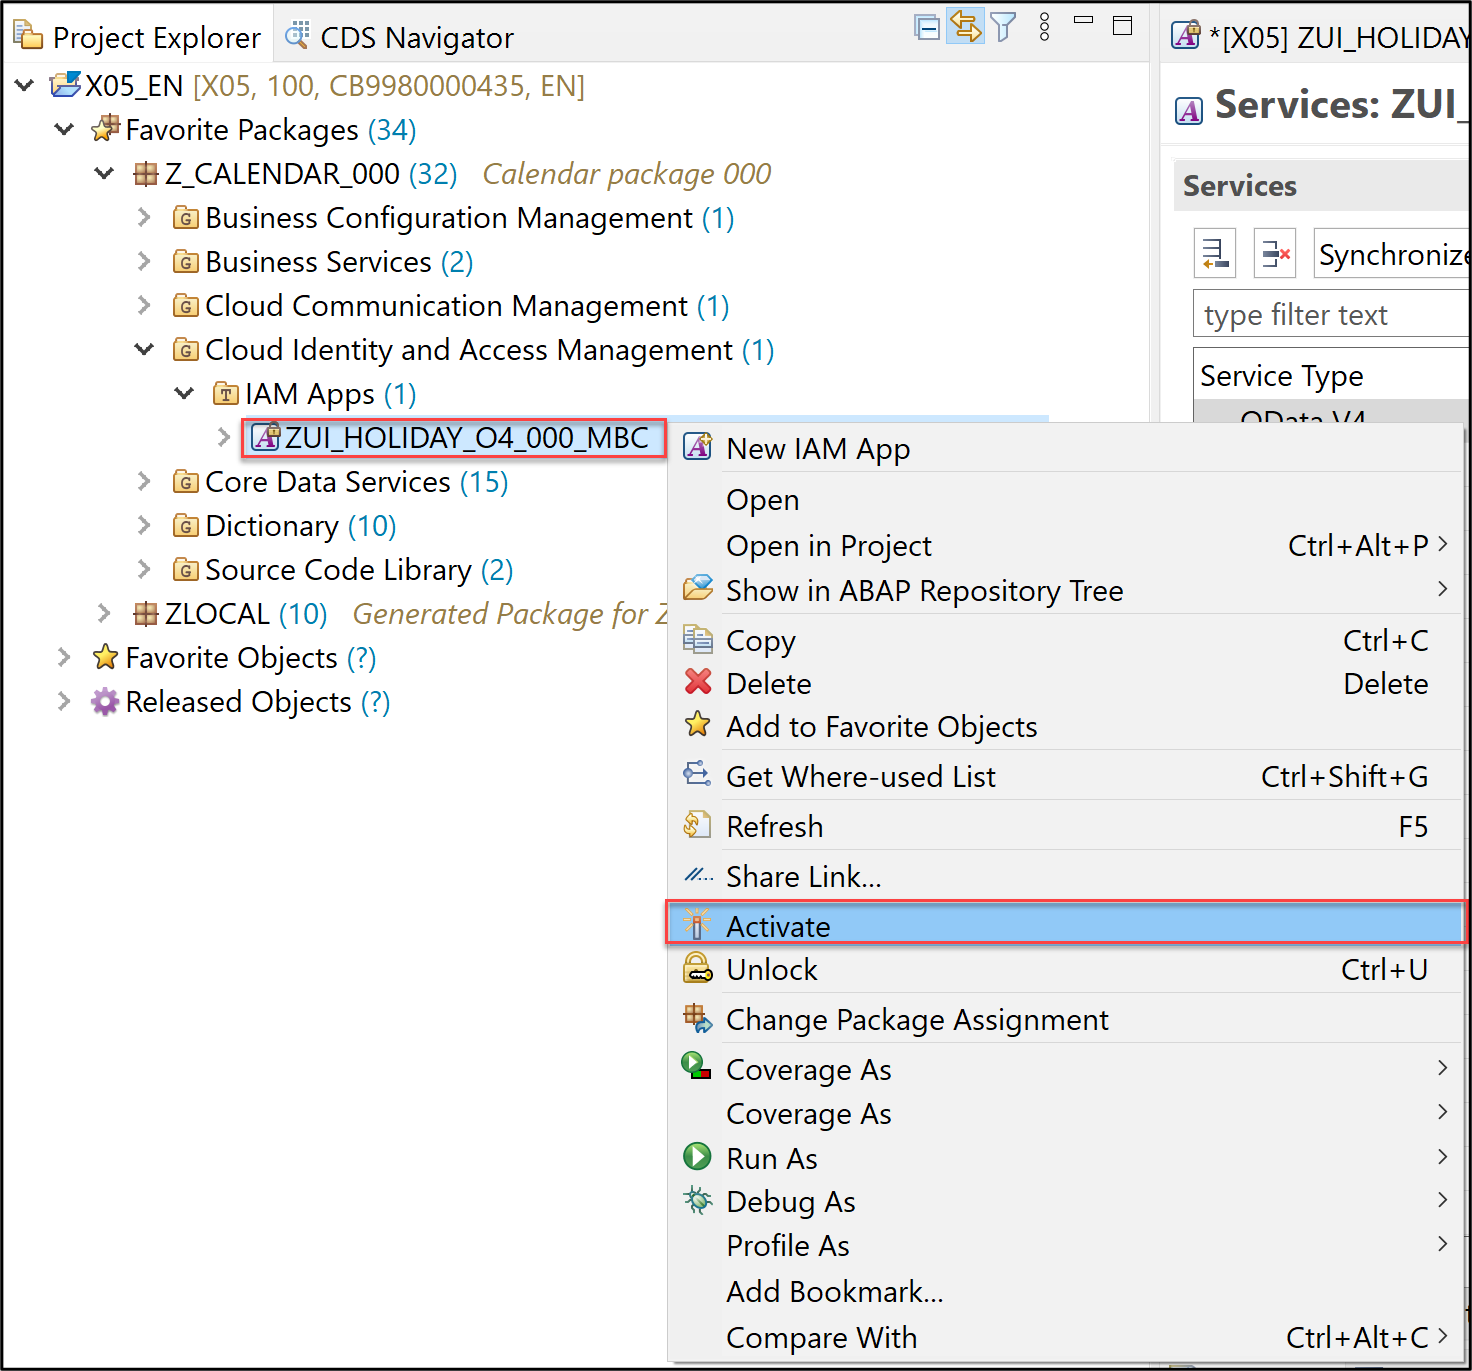 Project Explorer
CDS Navigator
X05_EN [X05, 100, CB9980000435, EN]
Favorite Packages (34)
Z_CALENDAR_000 (32) Calendar package 000
Business Configuration Management (1)
Business Services (2)
Cloud Communication Management (1)
Cloud Identity and Access Management (1)
IAM Apps (1)
ZUI_HOLIDAY_O4_000_MBC
Core Data Services (15)
Dictionary (10)
Source Code Library (2)
ZLOCAL (10) Generated Package for Z
Favorite Objects (?)
Released Objects (?)
*[X05] ZUI_HOLIDAY
Services: ZUI_
Services
Synchronize
type filter text
Service Type
OData V4
New IAM App
Open
Open in Project Ctrl+Alt+P
Show in ABAP Repository Tree
Copy Ctrl+C
Delete Delete
Add to Favorite Objects
Get Where-used List Ctrl+Shift+G
Refresh F5
Share Link...
Activate
Unlock Ctrl+U
Change Package Assignment
Coverage As
Coverage As
Run As
Debug As
Profile As
Add Bookmark...
Compare With Ctrl+Alt+C